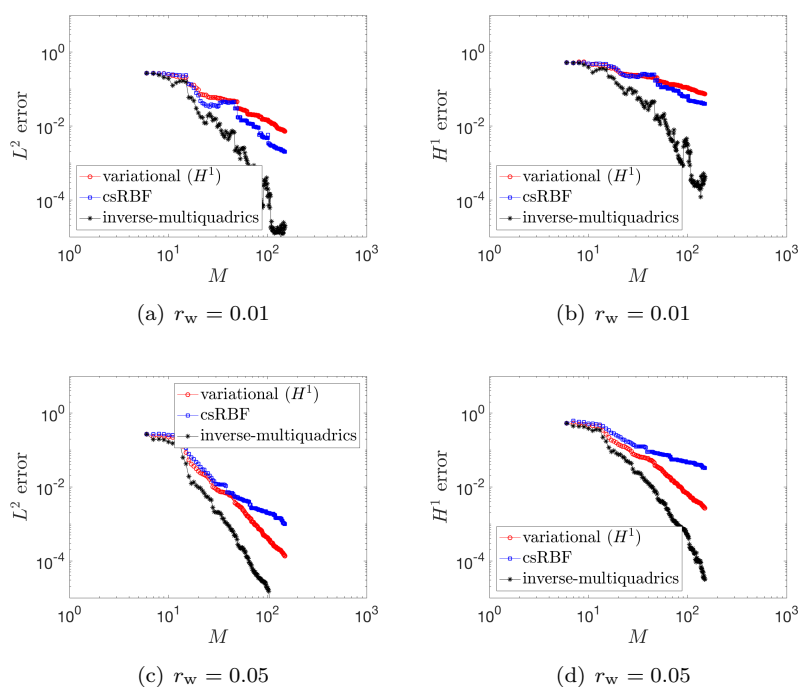 10^0
10^-2
10^-4
L^2 error
variational (H^1)
csRBF
inverse-multiquadrics
10^0 10^1 10^2 10^3
M
(a) r_w = 0.01
10^0
10^-2
10^-4
H^1 error
variational (H^1)
csRBF
inverse-multiquadrics
10^0 10^1 10^2 10^3
M
(b) r_w = 0.01
10^0
10^-2
10^-4
L^2 error
variational (H^1)
csRBF
inverse-multiquadrics
10^0 10^1 10^2 10^3
M
(c) r_w = 0.05
10^0
10^-2
10^-4
H^1 error
variational (H^1)
csRBF
inverse-multiquadrics
10^0 10^1 10^2 10^3
M
(d) r_w = 0.05